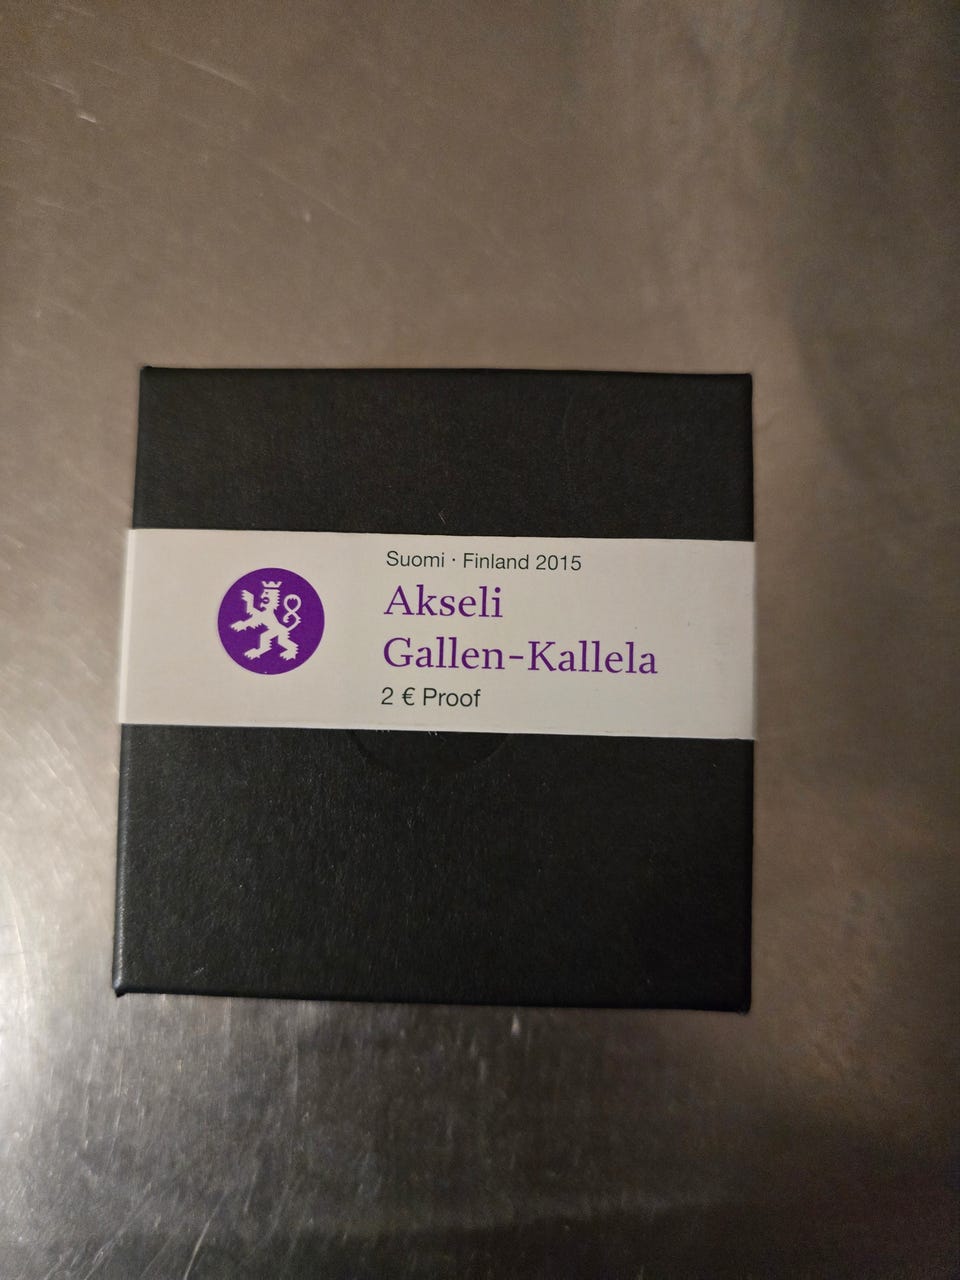 Suomi · Finland 2015
Akseli
Gallen-Kallela
2 € Proof